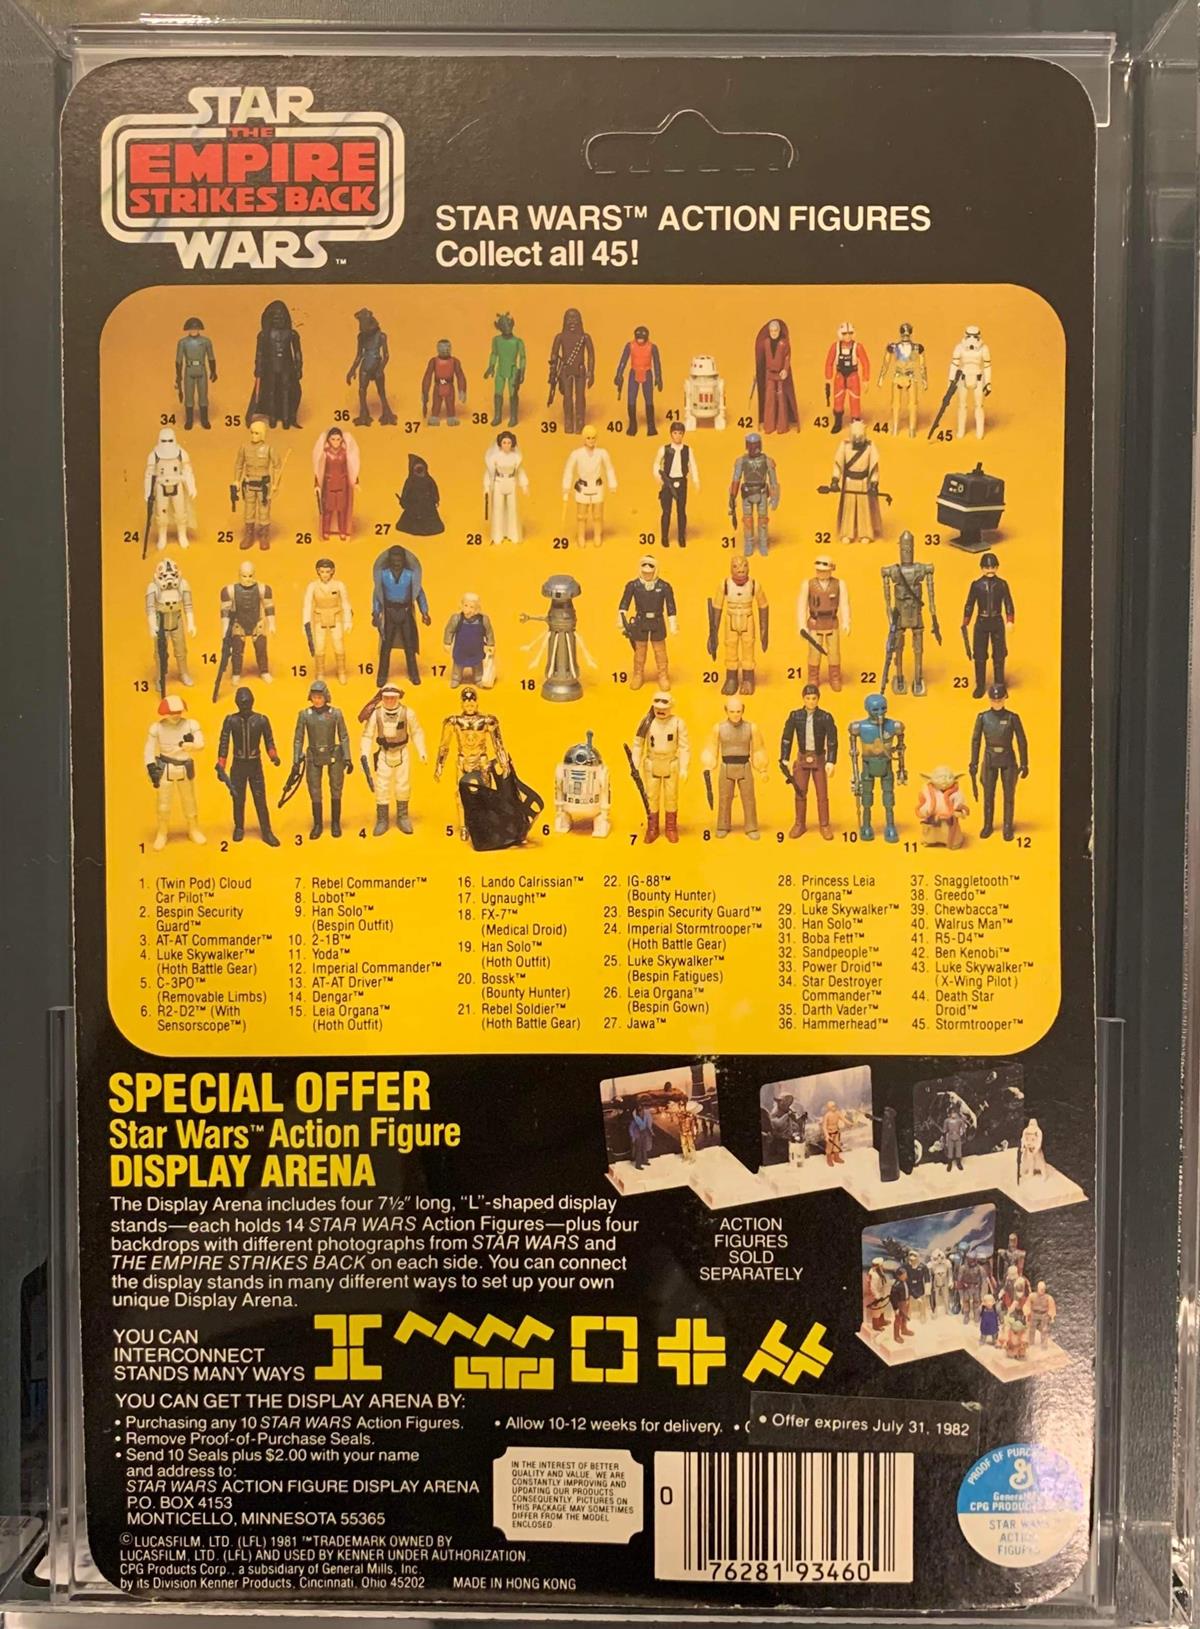 STAR
THE
EMPIRE
STRIKES BACK
WARS™
STAR WARS™ ACTION FIGURES
Collect all 45!
34 35 36 37 38 39 40 41 42 43 44 45
24 25 26 27 28 29 30 31 32 33
13 14 15 16 17 18 19 20 21 22 23
1 2 3 4 5 6 7 8 9 10 11 12
1. (Twin Pod) Cloud
Car Pilot™
2. Bespin Security
Guard™
3. AT-AT Commander™
4. Luke Skywalker™
(Hoth Battle Gear)
5. C-3PO™
(Removable Limbs)
6. R2-D2™ (With
Sensorscope™)
7. Rebel Commander™
8. Lobot™
9. Han Solo™
(Bespin Outfit)
10. 2-1B™
11. Yoda™
12. Imperial Commander™
13. AT-AT Driver™
14. Dengar™
15. Leia Organa™
(Hoth Outfit)
16. Lando Calrissian™
17. Ugnaught™
18. FX-7™
(Medical Droid)
19. Han Solo™
(Hoth Outfit)
20. Bossk™
(Bounty Hunter)
21. Rebel Soldier™
(Hoth Battle Gear)
22. IG-88™
(Bounty Hunter)
23. Bespin Security Guard™
24. Imperial Stormtrooper™
(Hoth Battle Gear)
25. Luke Skywalker™
(Bespin Fatigues)
26. Leia Organa™
(Bespin Gown)
27. Jawa™
28. Princess Leia
Organa™
29. Luke Skywalker™
30. Han Solo™
31. Boba Fett™
32. Sandpeople™
33. Power Droid™
34. Star Destroyer
Commander™
35. Darth Vader™
36. Hammerhead™
37. Snaggletooth™
38. Greedo™
39. Chewbacca™
40. Walrus Man™
41. R5-D4™
42. Ben Kenobi™
43. Luke Skywalker™
(X-Wing Pilot)
44. Death Star
Droid™
45. Stormtrooper™
SPECIAL OFFER
Star Wars™ Action Figure
DISPLAY ARENA
The Display Arena includes four 7½" long, "L"-shaped display
stands—each holds 14 STAR WARS Action Figures—plus four
backdrops with different photographs from STAR WARS and
THE EMPIRE STRIKES BACK on each side. You can connect
the display stands in many different ways to set up your own
unique Display Arena.
ACTION
FIGURES
SOLD
SEPARATELY
YOU CAN
INTERCONNECT
STANDS MANY WAYS
YOU CAN GET THE DISPLAY ARENA BY:
• Purchasing any 10 STAR WARS Action Figures.
• Remove Proof-of-Purchase Seals.
• Send 10 Seals plus $2.00 with your name
and address to:
STAR WARS ACTION FIGURE DISPLAY ARENA
P.O. BOX 4153
MONTICELLO, MINNESOTA 55365
• Allow 10-12 weeks for delivery. •
• Offer expires July 31, 1982
IN THE INTEREST OF BETTER
QUALITY AND VALUE, WE ARE
CONSTANTLY IMPROVING AND
UPDATING OUR PRODUCTS
CONSEQUENTLY, PICTURES ON
THIS PACKAGE MAY SOMETIMES
DIFFER FROM THE MODEL
ENCLOSED.
0 76281 93460
PROOF OF PURC
General
CPG PRODU
STAR WARS
ACTIO
FIGUR
© LUCASFILM, LTD. (LFL) 1981 ™TRADEMARK OWNED BY
LUCASFILM, LTD. (LFL) AND USED BY KENNER UNDER AUTHORIZATION.
CPG Products Corp., a subsidiary of General Mills, Inc.
by its Division Kenner Products, Cincinnati, Ohio 45202 MADE IN HONG KONG
S